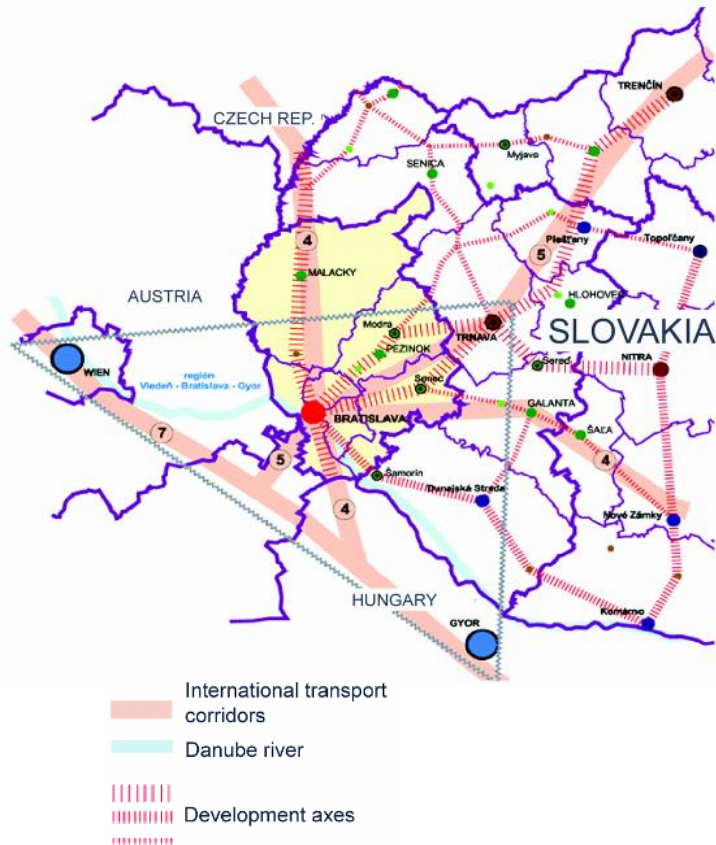 TRENČÍN
CZECH REP.
Myjava
SENICA
4
Piešťany
Topoľčany
5
MALACKY
AUSTRIA
HLOHOVEC
Modra
TRNAVA
SLOVAKIA
PEZINOK
WIEN
región
Viedeň - Bratislava - Gyor
Sereď
NITRA
Senec
BRATISLAVA
GALANTA
7
ŠAĽA
5
4
Šamorín
4
Dunajská Streda
Nové Zámky
HUNGARY
Komárno
GYOR
International transport
corridors
Danube river
Development axes